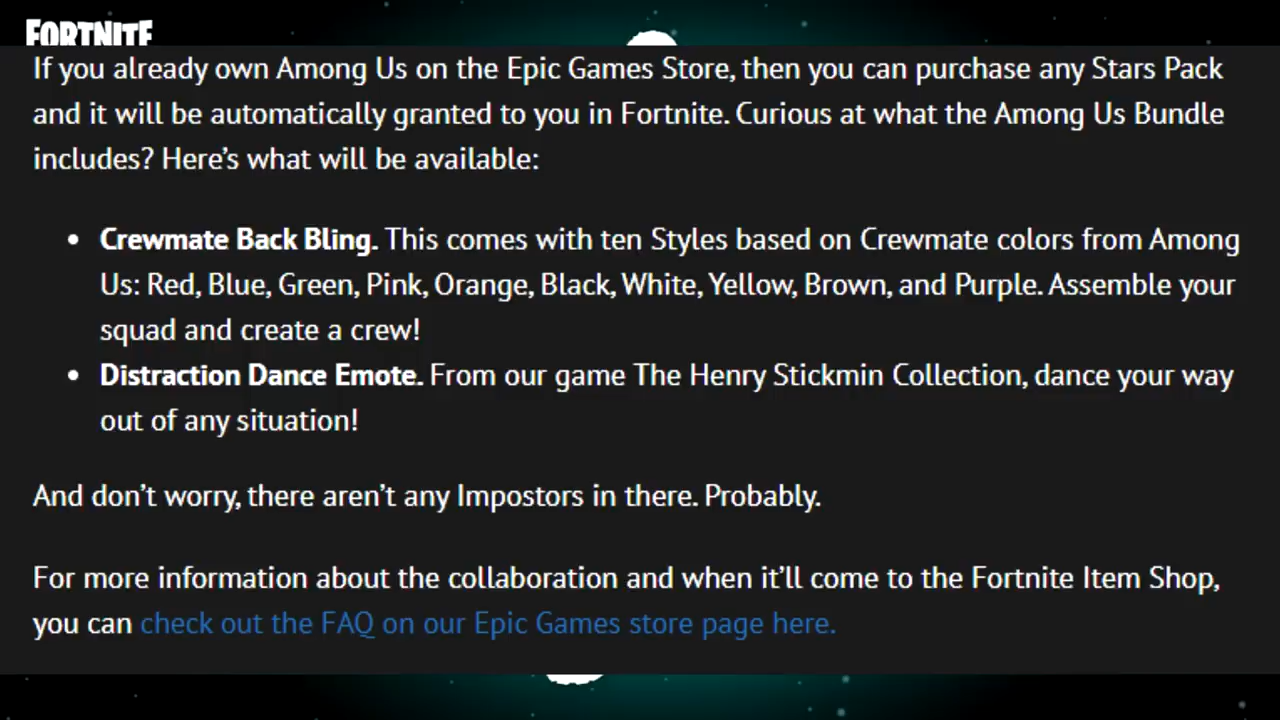 FORTNITE
If you already own Among Us on the Epic Games Store, then you can purchase any Stars Pack
and it will be automatically granted to you in Fortnite. Curious at what the Among Us Bundle
includes? Here’s what will be available:
• Crewmate Back Bling. This comes with ten Styles based on Crewmate colors from Among
Us: Red, Blue, Green, Pink, Orange, Black, White, Yellow, Brown, and Purple. Assemble your
squad and create a crew!
• Distraction Dance Emote. From our game The Henry Stickmin Collection, dance your way
out of any situation!
And don’t worry, there aren’t any Impostors in there. Probably.
For more information about the collaboration and when it’ll come to the Fortnite Item Shop,
you can check out the FAQ on our Epic Games store page here.